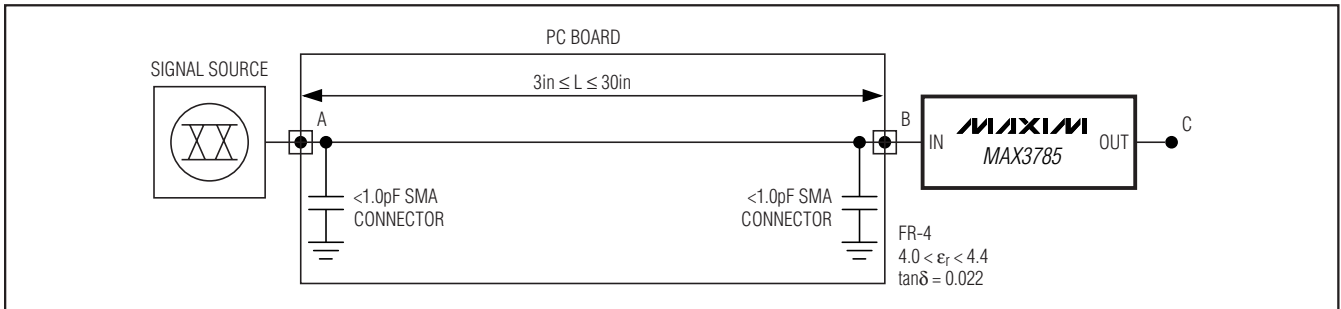 PC BOARD
SIGNAL SOURCE
3in ≤ L ≤ 30in
A
B
C
IN
MAXIM
MAX3785
OUT
<1.0pF SMA
CONNECTOR
<1.0pF SMA
CONNECTOR
FR-4
4.0 < εr < 4.4
tanδ = 0.022